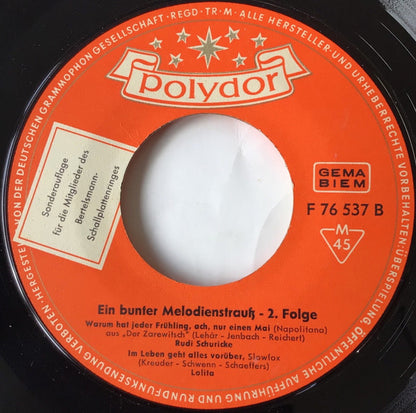 HERGESTELLT VON DER DEUTSCHEN GRAMMOPHON GESELLSCHAFT · REGD·TR·M · ALLE HERSTELLER- UND URHEBERRECHTE VORBEHALTEN · ÜBERSPIELUNG, ÖFFENTLICHE AUFFÜHRUNG UND RUNDFUNKSENDUNG VERBOTEN·
polydor
Sonderauflage
für die Mitglieder des
Bertelsmann-
Schallplattenringes
GEMA
BIEM
F 76 537 B
M
45
Ein bunter Melodienstrauß - 2. Folge
Warum hat jeder Frühling, ach, nur einen Mai (Napolitana)
aus „Der Zarewitsch" (Lehár - Jenbach - Reichert)
Rudi Schuricke
Im Leben geht alles vorüber, Slowfox
(Kreuder - Schwenn - Schaeffers)
Lolita